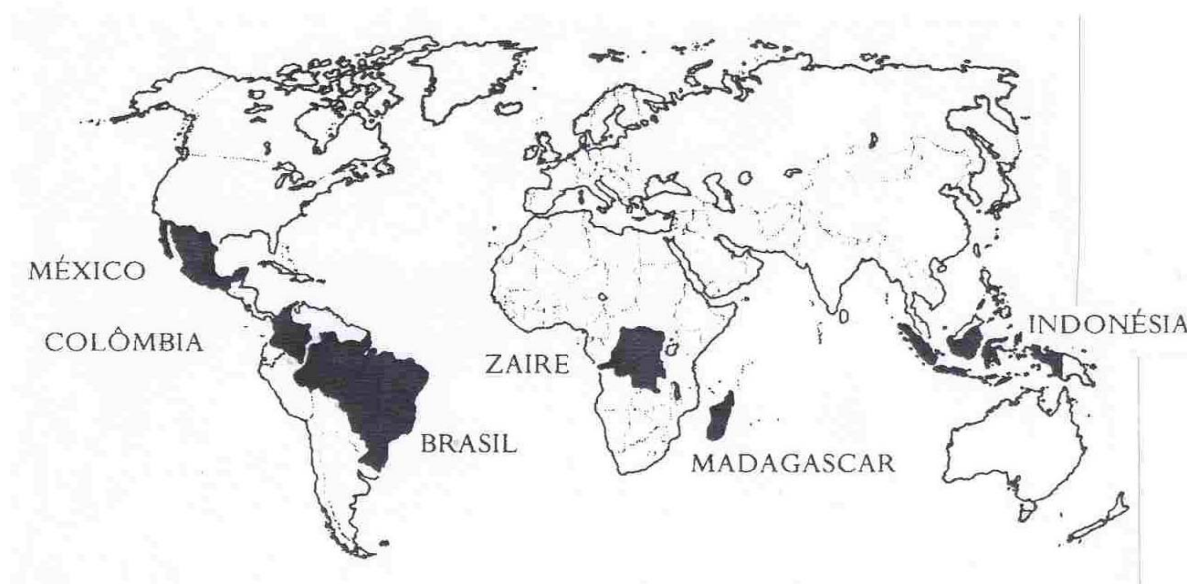 MÉXICO
COLÔMBIA
BRASIL
ZAIRE
MADAGASCAR
INDONÉSIA